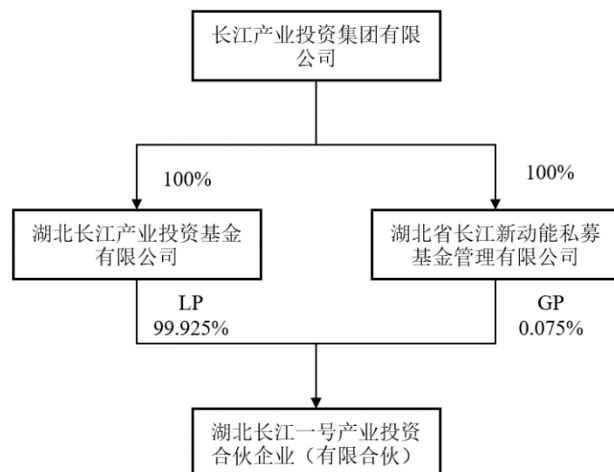 长江产业投资集团有限
公司
100%
100%
湖北长江产业投资基金
有限公司
湖北省长江新动能私募
基金管理有限公司
LP
99.925%
GP
0.075%
湖北长江一号产业投资
合伙企业（有限合伙）